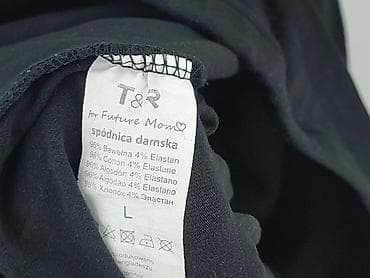 T&R
for Future Mom
spódnica damska
96% Bawełna 4% Elastan
96% Cotton 4% Elastane
96% Algodón 4% Elastano
96% Algodão 4% Elastano
96% Хлопок 4% Эластан
L